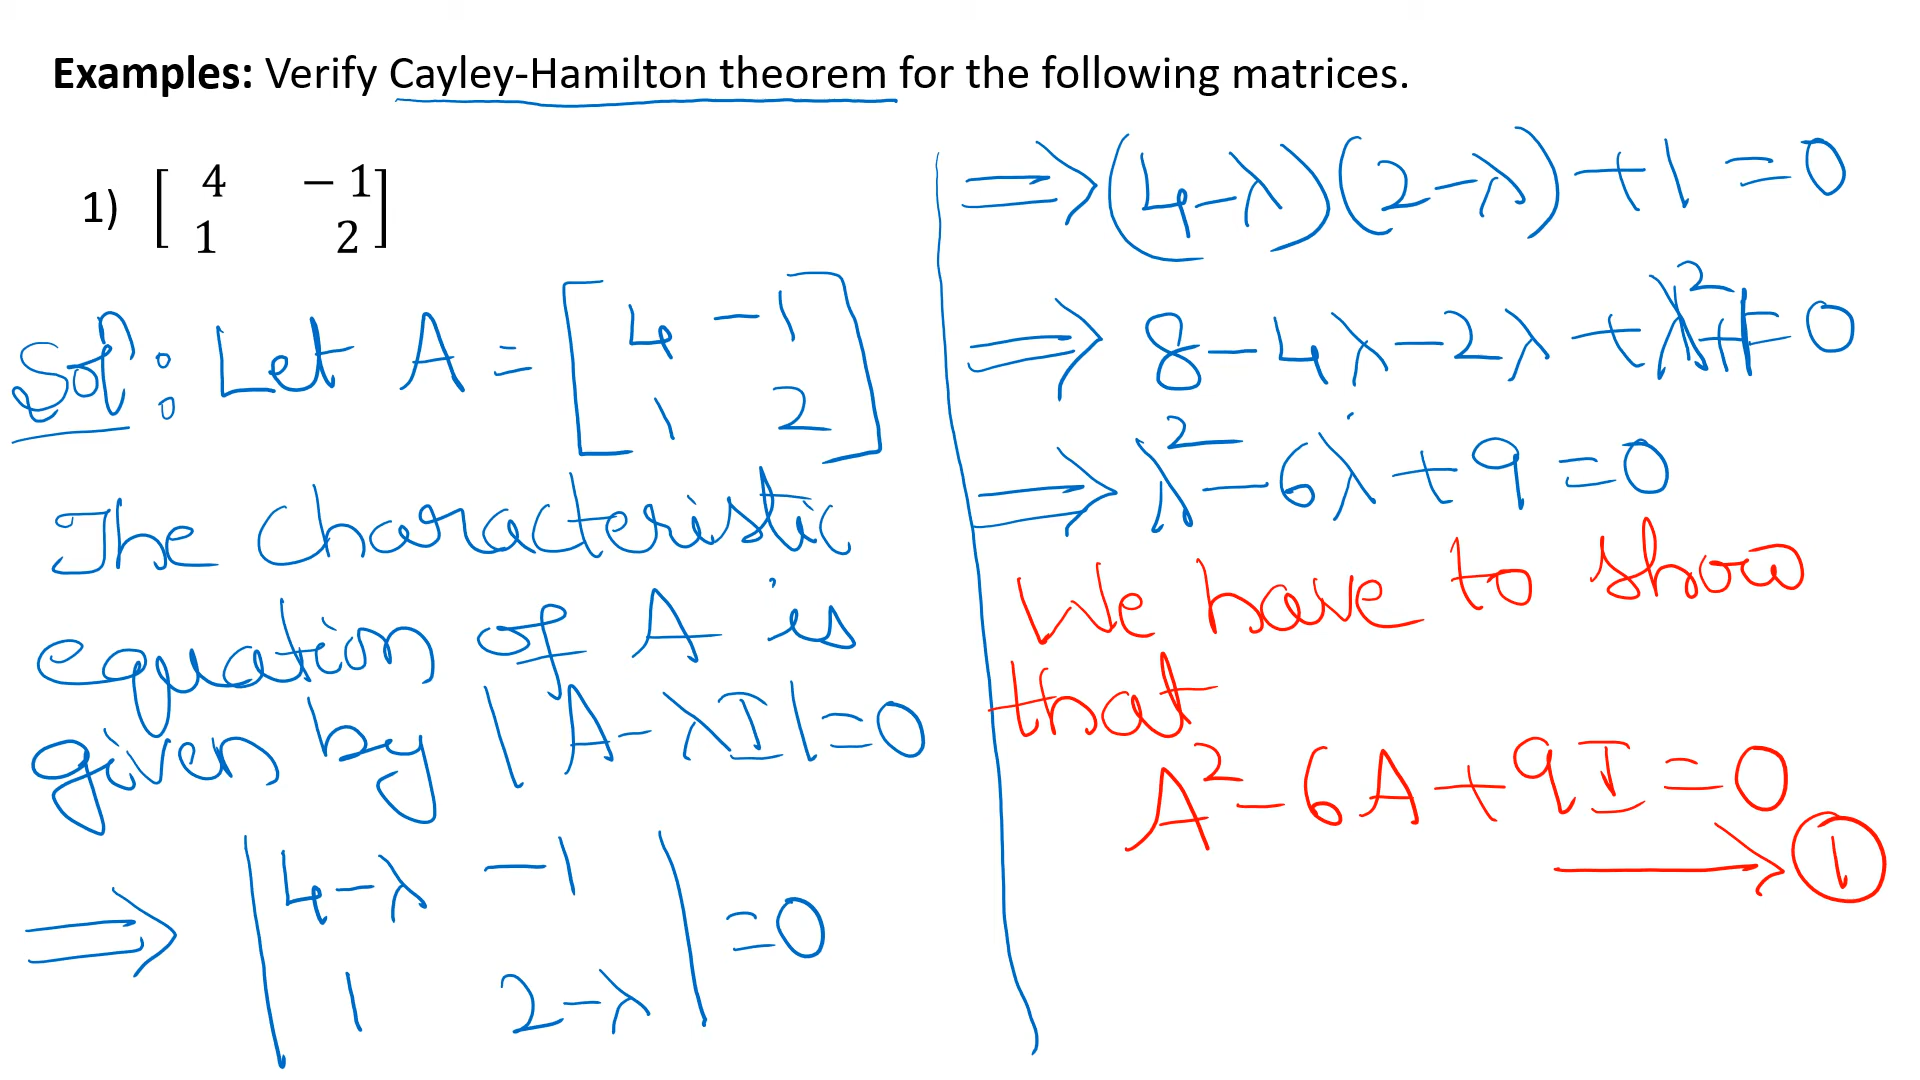 Examples: Verify Cayley-Hamilton theorem for the following matrices.
1) [ 4 − 1
1 2 ]
Solⁿ: Let A = [ 4 −1
1 2 ]
The characteristic
equation of A is
given by |A−λI|=0
⟹ | 4−λ −1
1 2−λ | =0
⟹(4−λ)(2−λ)+1=0
⟹ 8−4λ−2λ+λ²+1=0
⟹ λ²−6λ+9=0
We have to show
that
A²−6A+9I=0
⟶ ①